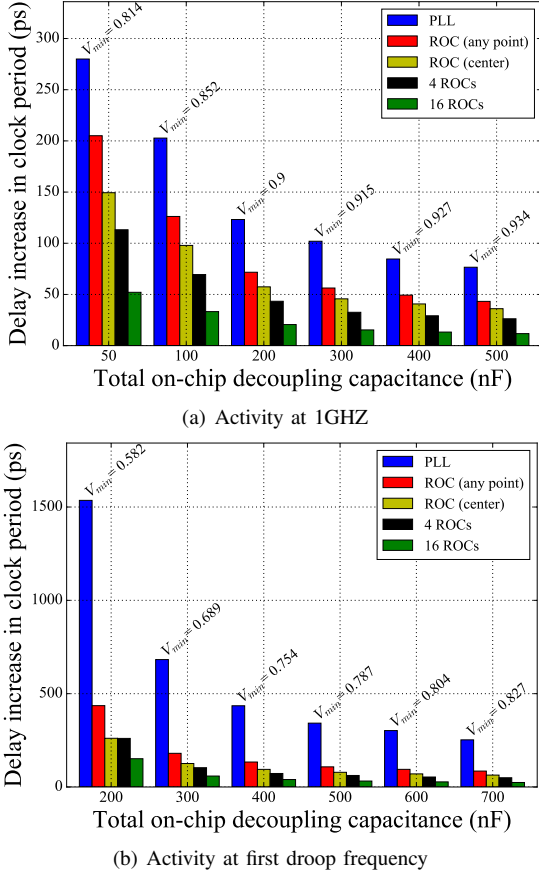 Delay increase in clock period (ps)
300
250
200
150
100
50
0
V_min = 0.814
V_min = 0.852
V_min = 0.9
V_min = 0.915
V_min = 0.927
V_min = 0.934
PLL
ROC (any point)
ROC (center)
4 ROCs
16 ROCs
50 100 200 300 400 500
Total on-chip decoupling capacitance (nF)
(a) Activity at 1GHZ
Delay increase in clock period (ps)
1500
1000
500
0
V_min = 0.582
V_min = 0.689
V_min = 0.754
V_min = 0.787
V_min = 0.804
V_min = 0.827
PLL
ROC (any point)
ROC (center)
4 ROCs
16 ROCs
200 300 400 500 600 700
Total on-chip decoupling capacitance (nF)
(b) Activity at first droop frequency